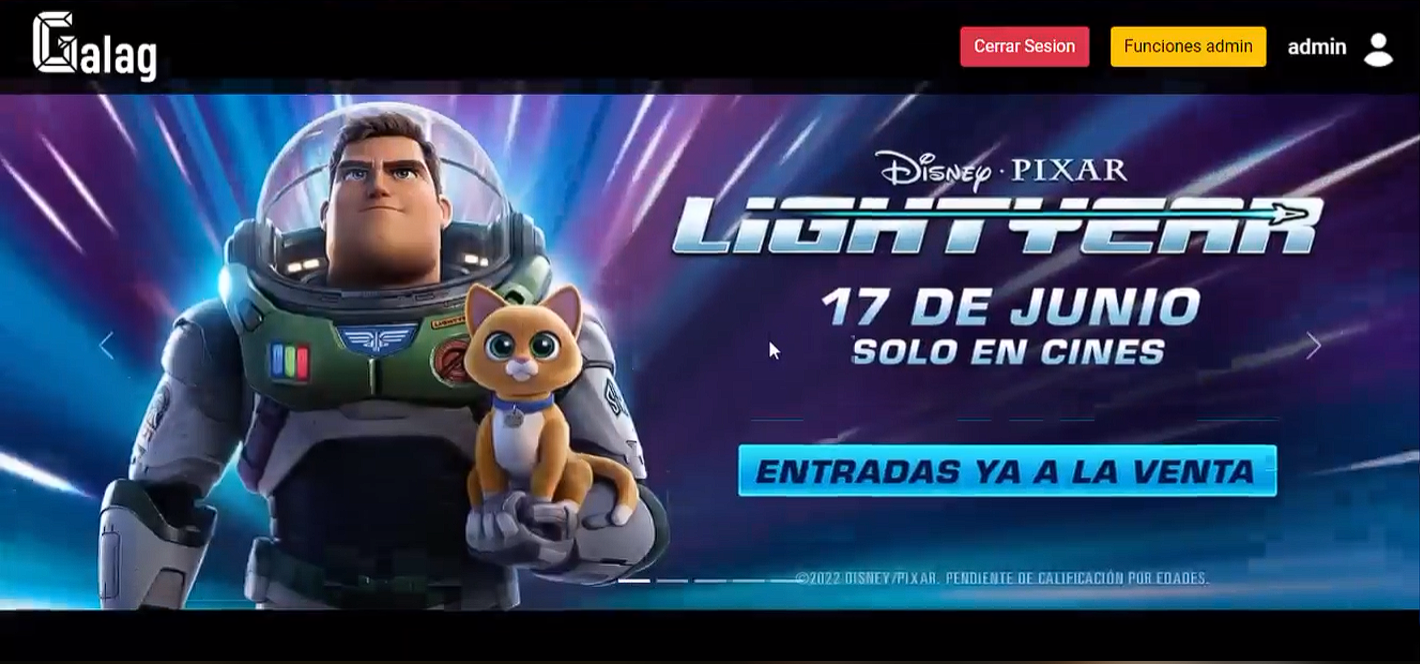 Galag
Cerrar Sesion
Funciones admin
admin
Disney · PIXAR
LIGHTYEAR
17 DE JUNIO
SOLO EN CINES
ENTRADAS YA A LA VENTA
©2022 DISNEY/PIXAR. PENDIENTE DE CALIFICACIÓN POR EDADES.